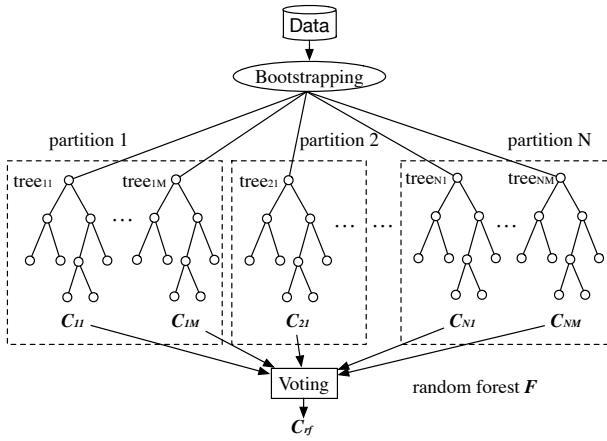 Data
Bootstrapping
partition 1
partition 2
partition N
tree11 ... tree1M
tree21
... ...
treeN1 ... treeNM
C11
C1M
C21
CN1
CNM
Voting
random forest F
Crf